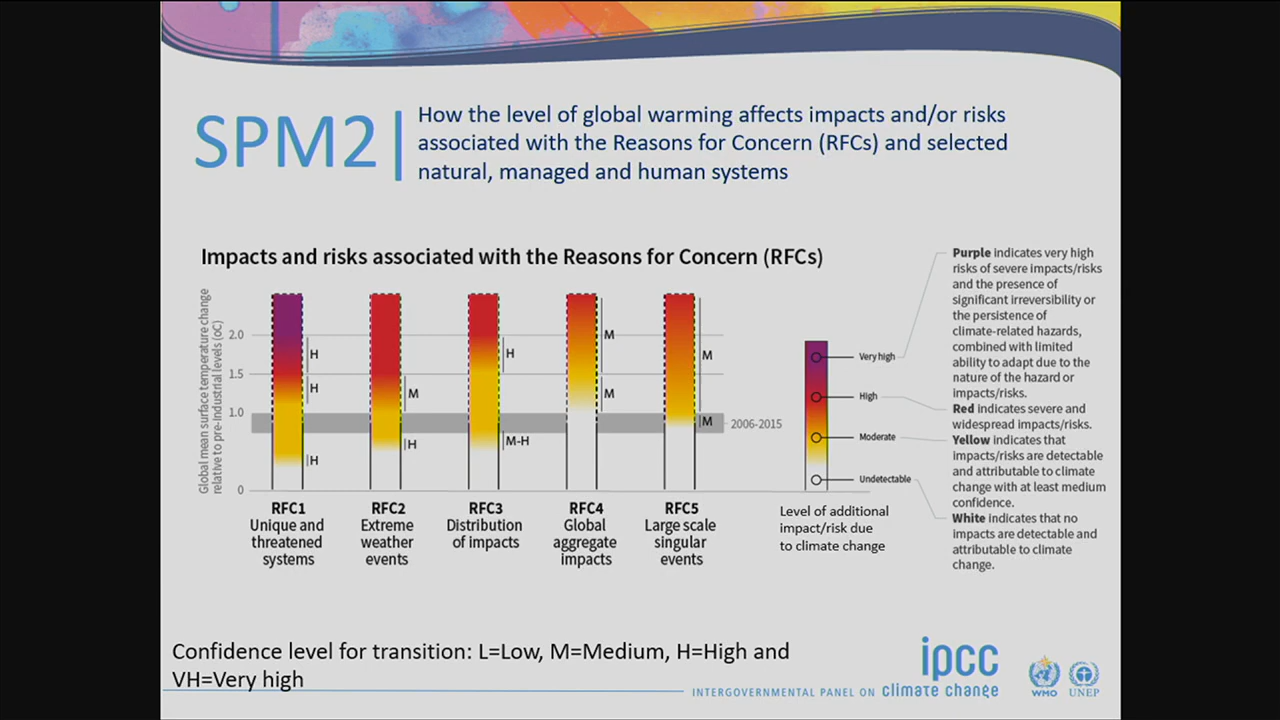 SPM2
How the level of global warming affects impacts and/or risks
associated with the Reasons for Concern (RFCs) and selected
natural, managed and human systems
Impacts and risks associated with the Reasons for Concern (RFCs)
Global mean surface temperature change
relative to pre-industrial levels (oC)
2.0
1.5
1.0
0
H
H
H
M
H
H
M-H
M
M
M
M
2006-2015
RFC1
Unique and
threatened
systems
RFC2
Extreme
weather
events
RFC3
Distribution
of impacts
RFC4
Global
aggregate
impacts
RFC5
Large scale
singular
events
Very high
High
Moderate
Undetectable
Level of additional
impact/risk due
to climate change
Purple indicates very high
risks of severe impacts/risks
and the presence of
significant irreversibility or
the persistence of
climate-related hazards,
combined with limited
ability to adapt due to the
nature of the hazard or
impacts/risks.
Red indicates severe and
widespread impacts/risks.
Yellow indicates that
impacts/risks are detectable
and attributable to climate
change with at least medium
confidence.
White indicates that no
impacts are detectable and
attributable to climate
change.
Confidence level for transition: L=Low, M=Medium, H=High and
VH=Very high
ipcc
INTERGOVERNMENTAL PANEL ON climate change
WMO
UNEP